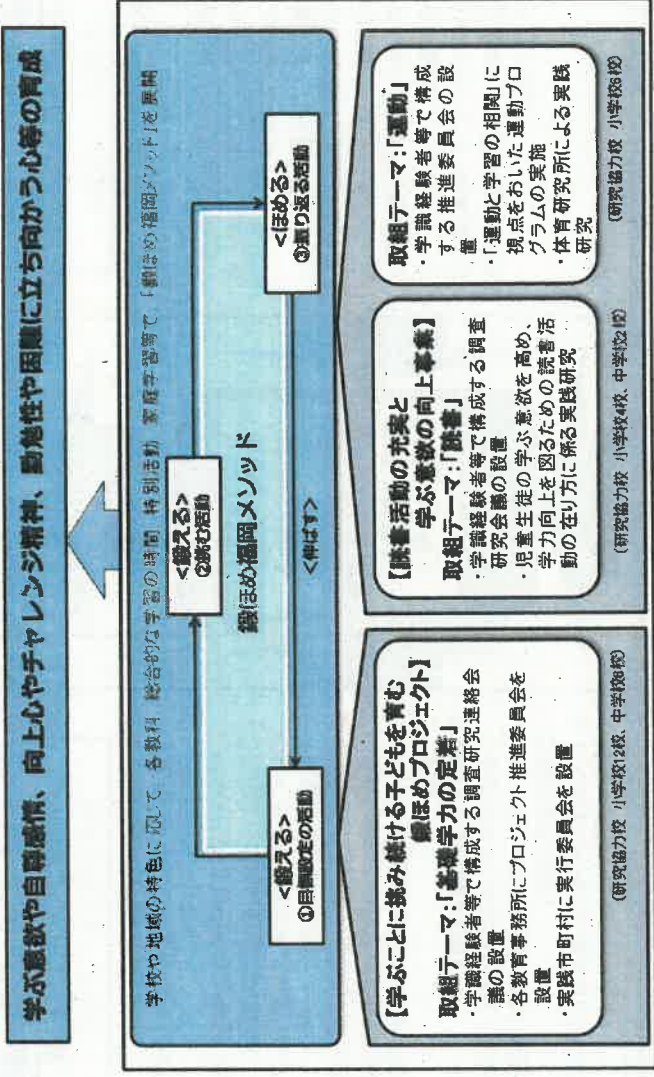 学ぶ意欲や自尊感情、向上心やチャレンジ精神、勤勉性や困難に立ち向かう心等の育成
学校や地域の特色に応じて、各教科、総合的な学習の時間、特別活動、家庭学習等で、「鍛ほめ福岡メソッド」を展開
<鍛える>
②挑む活動
鍛ほめ福岡メソッド
<鍛える>
①目標設定の活動
<ほめる>
③振り返る活動
<伸ばす>
【学ぶことに挑み続ける子どもを育む
鍛ほめプロジェクト】
取組テーマ:「基礎学力の定着」
・学識経験者等で構成する調査研究連絡会
議の設置
・各教育事務所にプロジェクト推進委員会を
設置
・実践市町村に実行委員会を設置
(研究協力校 小学校12校、中学校8校)
【読書活動の充実と
学ぶ意欲の向上事業】
取組テーマ:「読書」
・学識経験者等で構成する調査
研究会議の設置
・児童生徒の学ぶ意欲を高め、
学力向上を図るための読書活
動の在り方に係る実践研究
(研究協力校 小学校4校、中学校2校)
取組テーマ:「運動」
・学識経験者等で構成
する推進委員会の設
置
・「運動と学習の相関」に
視点をおいた運動プロ
グラムの実施
・体育研究所による実践
研究
(研究協力校 小学校6校)